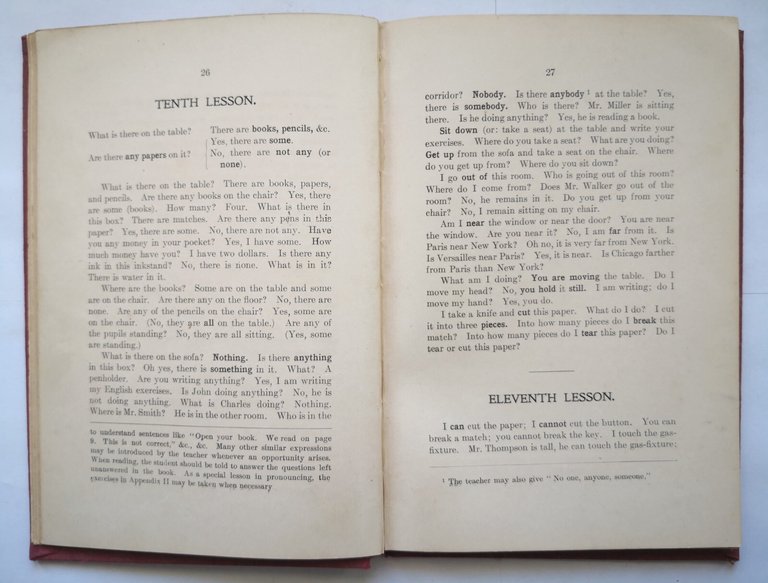 26
TENTH LESSON.
What is there on the table? There are books, pencils, &c.
Are there any papers on it? Yes, there are some.
No, there are not any (or
none).
What is there on the table? There are books, papers,
and pencils. Are there any books on the chair? Yes, there
are some (books). How many? Four. What is there in
this box? There are matches. Are there any pens in this
paper? Yes, there are some. No, there are not any. Have
you any money in your pocket? Yes, I have some. How
much money have you? I have two dollars. Is there any
ink in this inkstand? No, there is none. What is in it?
There is water in it.
Where are the books? Some are on the table and some
are on the chair. Are there any on the floor? No, there are
none. Are any of the pencils on the chair? Yes, some are
on the chair. (No, they are all on the table.) Are any of
the pupils standing? No, they are all sitting. (Yes, some
are standing.)
What is there on the sofa? Nothing. Is there anything
in this box? Oh yes, there is something in it. What? A
penholder. Are you writing anything? Yes, I am writing
my English exercises. Is John doing anything? No, he is
not doing anything. What is Charles doing? Nothing.
Where is Mr. Smith? He is in the other room. Who is in the
to understand sentences like "Open your book. We read on page
9. This is not correct," &c., &c. Many other similar expressions
may be introduced by the teacher whenever an opportunity arises.
When reading, the student should be told to answer the questions left
unanswered in the book. As a special lesson in pronouncing, the
exercises in Appendix II may be taken when necessary
27
corridor? Nobody. Is there anybody¹ at the table? Yes,
there is somebody. Who is there? Mr. Miller is sitting
there. Is he doing anything? Yes, he is reading a book.
Sit down (or: take a seat) at the table and write your
exercises. Where do you take a seat? What are you doing?
Get up from the sofa and take a seat on the chair. Where
do you get up from? Where do you sit down?
I go out of this room. Who is going out of this room?
Where do I come from? Does Mr. Walker go out of the
room? No, he remains in it. Do you get up from your
chair? No, I remain sitting on my chair.
Am I near the window or near the door? You are near
the window. Are you near it? No, I am far from it. Is
Paris near New York? Oh no, it is very far from New York.
Is Versailles near Paris? Yes, it is near. Is Chicago farther
from Paris than New York?
What am I doing? You are moving the table. Do I
move my chair? No, you hold it still. I am writing; do I
move my hand? Yes, you do.
I take a knife and cut this paper. What do I do? I cut
it into three pieces. Into how many pieces do I break this
match? Into how many pieces do I tear this paper? Do I
tear or cut this paper?
ELEVENTH LESSON.
I can cut the paper; I cannot cut the button. You can
break a match; you cannot break the key. I touch the gas-
fixture. Mr. Thompson is tall, he can touch the gas-fixture;
¹ The teacher may also give "No one, anyone, someone."